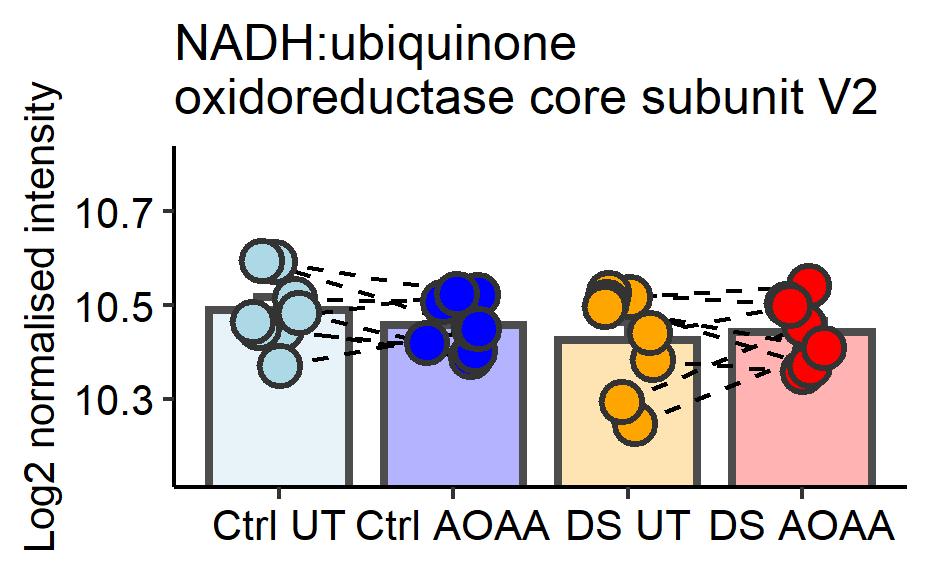 NADH:ubiquinone
oxidoreductase core subunit V2
Log2 normalised intensity
10.7
10.5
10.3
Ctrl UT Ctrl AOAA DS UT DS AOAA